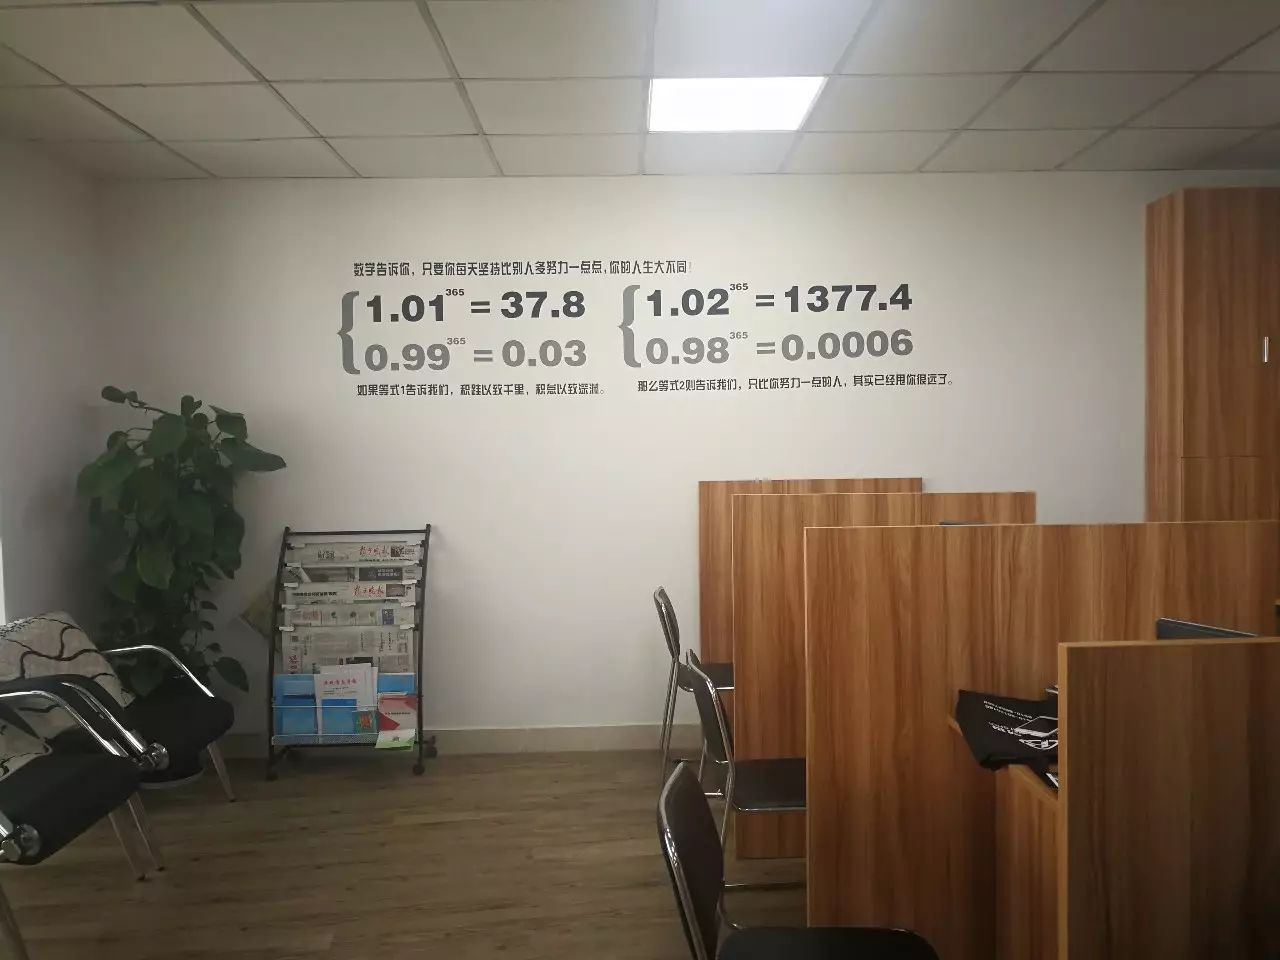 数学告诉你，只要你每天坚持比别人多努力一点点，你的人生大不同！
1.01³⁶⁵ = 37.8
0.99³⁶⁵ = 0.03
如果等式1告诉我们，积跬以致千里，积怠以致深渊。
1.02³⁶⁵ = 1377.4
0.98³⁶⁵ = 0.0006
那么等式2则告诉我们，只比你努力一点的人，其实已经甩你很远了。